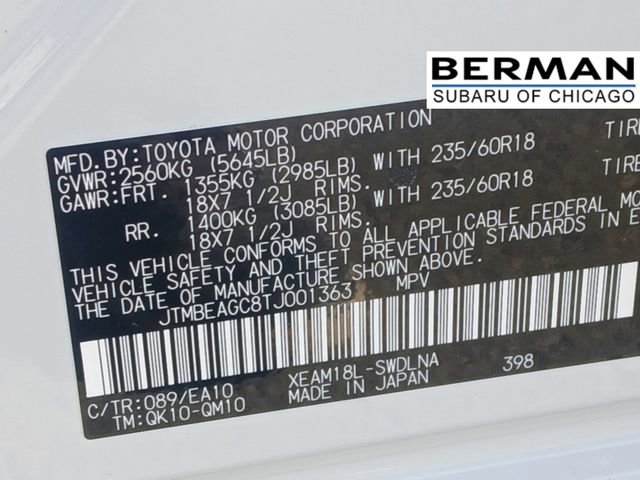 BERMAN
SUBARU OF CHICAGO
MFD. BY:TOYOTA MOTOR CORPORATION
GVWR:2560KG (5645LB)
GAWR:FRT. 1355KG (2985LB) WITH 235/60R18 TIRE
18X7 1/2J RIMS.
RR. 1400KG (3085LB) WITH 235/60R18 TIRE
18X7 1/2J RIMS.
THIS VEHICLE CONFORMS TO ALL APPLICABLE FEDERAL MO
VEHICLE SAFETY AND THEFT PREVENTION STANDARDS IN E
THE DATE OF MANUFACTURE SHOWN ABOVE.
JTMBEAGC8TJ001363 MPV
C/TR:089/EA10 XEAM18L-SWDLNA 398
TM:QK10-QM10 MADE IN JAPAN